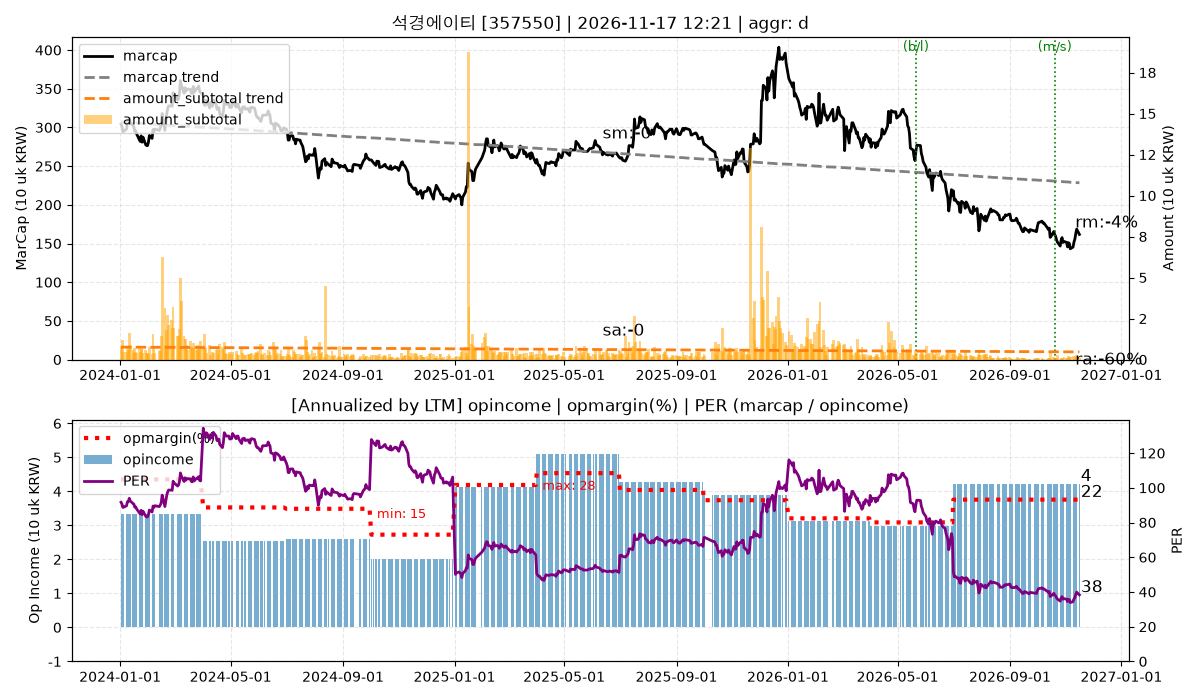 석경에이티 [357550] | 2026-11-17 12:21 | aggr: d
MarCap (10 uk KRW)
400
350
300
250
200
150
100
50
0
marcap
marcap trend
amount_subtotal trend
amount_subtotal
sm:-0
sa:-0
(b/l)
(m/s)
rm:-4%
ra:-60%
18
15
12
10
8
5
2
0
Amount (10 uk KRW)
2024-01-01
2024-05-01
2024-09-01
2025-01-01
2025-05-01
2025-09-01
2026-01-01
2026-05-01
2026-09-01
2027-01-01
[Annualized by LTM] opincome | opmargin(%) | PER (marcap / opincome)
Op Income (10 uk KRW)
6
5
4
3
2
1
0
-1
opmargin(%)
opincome
PER
min: 15
max: 28
4
22
38
120
100
80
60
40
20
0
PER
2024-01-01
2024-05-01
2024-09-01
2025-01-01
2025-05-01
2025-09-01
2026-01-01
2026-05-01
2026-09-01
2027-01-01